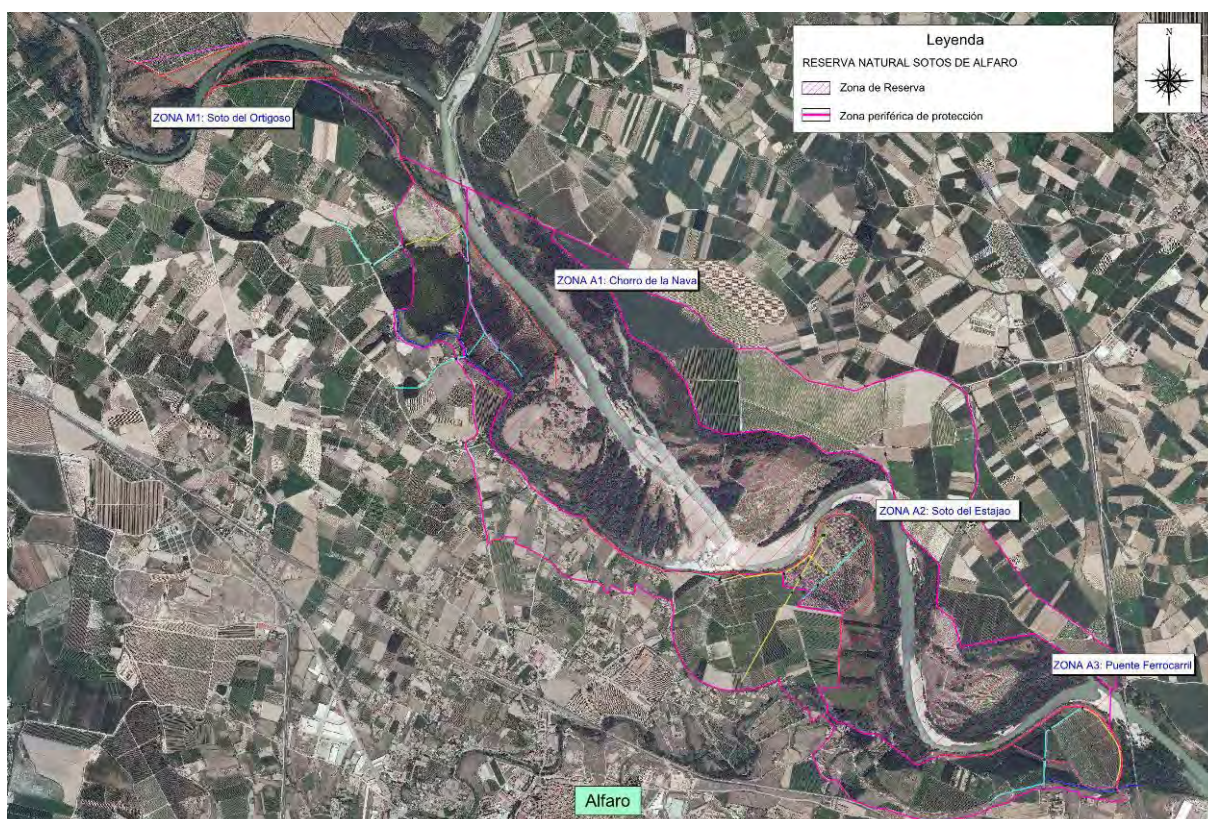 Leyenda
RESERVA NATURAL SOTOS DE ALFARO
Zona de Reserva
Zona periférica de protección
N
ZONA M1: Soto del Ortigoso
ZONA A1: Chorro de la Nava
ZONA A2: Soto del Estajao
ZONA A3: Puente Ferrocarril
Alfaro